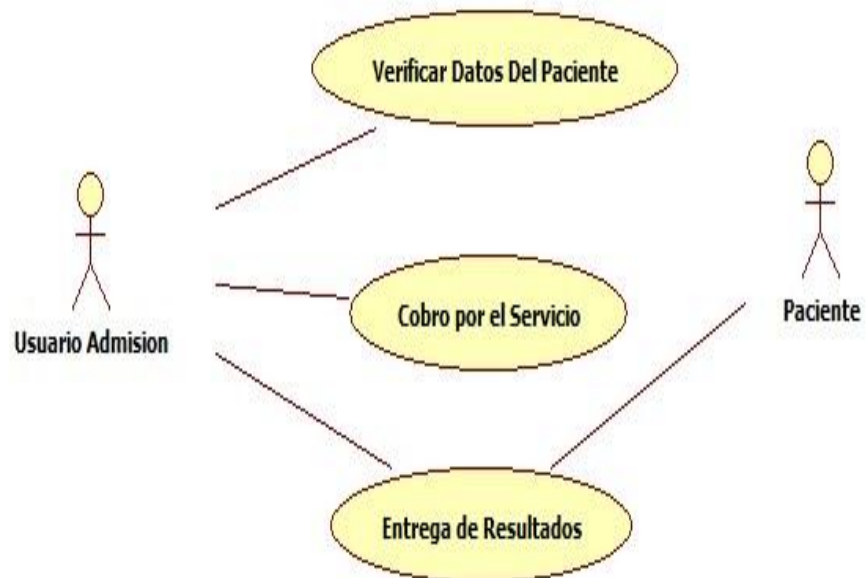 Verificar Datos Del Paciente
Usuario Admision
Cobro por el Servicio
Paciente
Entrega de Resultados